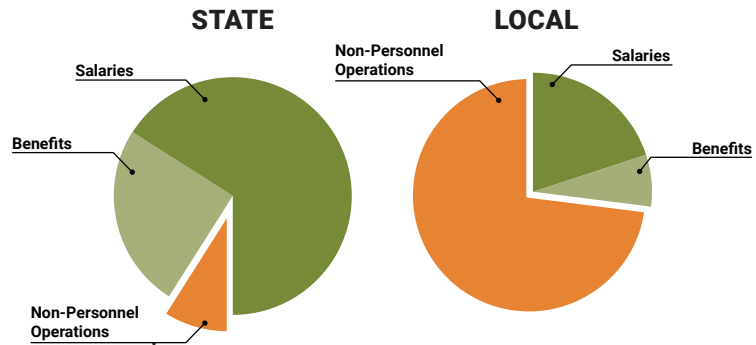 STATE
Salaries
Benefits
Non-Personnel
Operations
LOCAL
Non-Personnel
Operations
Salaries
Benefits